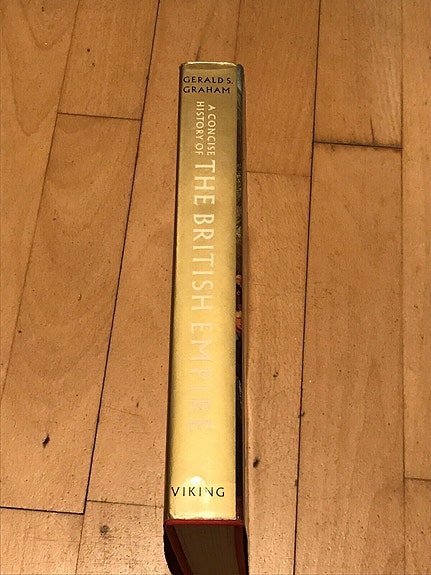 GERALD S.
GRAHAM
A CONCISE
HISTORY OF
THE BRITISH EMPIRE
VIKING